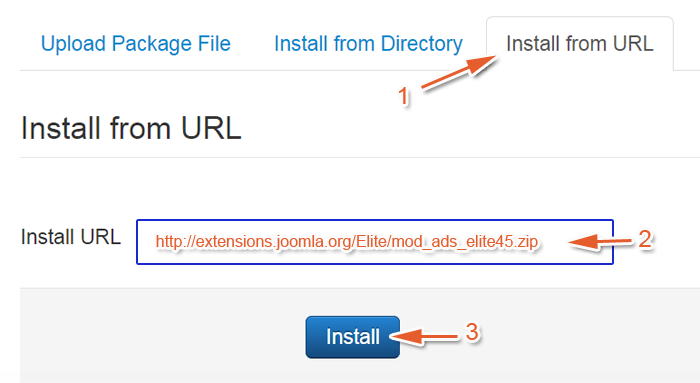 Upload Package File
Install from Directory
Install from URL
1
Install from URL
Install URL
http://extensions.joomla.org/Elite/mod_ads_elite45.zip
2
Install
3